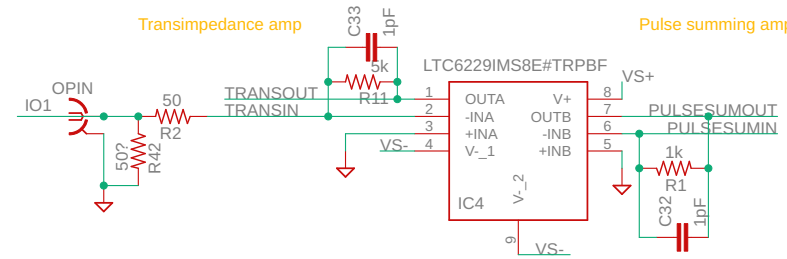 Transimpedance amp
Pulse summing amp
C33
1pF
5k
R11
LTC6229IMS8E#TRPBF
OPIN
IO1
50
R2
50?
R42
TRANSOUT
TRANSIN
VS-
1
2
3
4
OUTA
-INA
+INA
V-_1
V+
OUTB
-INB
+INB
8
7
6
5
VS+
PULSESUMOUT
PULSESUMIN
1k
R1
C32
1pF
V-_2
IC4
9
VS-